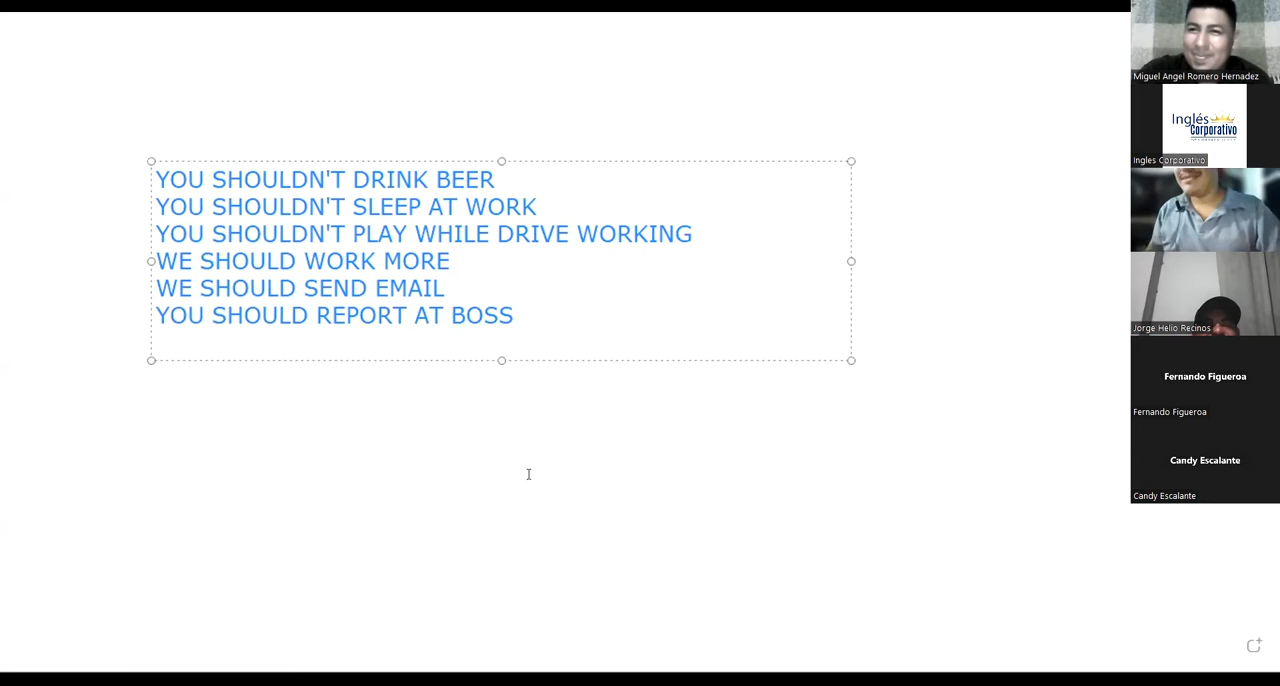 YOU SHOULDN'T DRINK BEER
YOU SHOULDN'T SLEEP AT WORK
YOU SHOULDN'T PLAY WHILE DRIVE WORKING
WE SHOULD WORK MORE
WE SHOULD SEND EMAIL
YOU SHOULD REPORT AT BOSS
Miguel Angel Romero Hernadez
Inglés
Corporativo
Ingles Corporativo
Jorge Helio Recinos
Fernando Figueroa
Fernando Figueroa
Candy Escalante
Candy Escalante